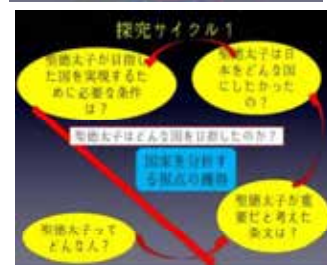 探究サイクル1
聖徳太子が目指し
た国を実現するた
めに必要な条件
は？
聖徳太子は日
本をどんな国
にしたかった
の？
聖徳太子はどんな国を目指したのか？
国家を分析す
る視点の獲得
聖徳太子が重
要だと考えた
条文は？
聖徳太子って
どんな人？